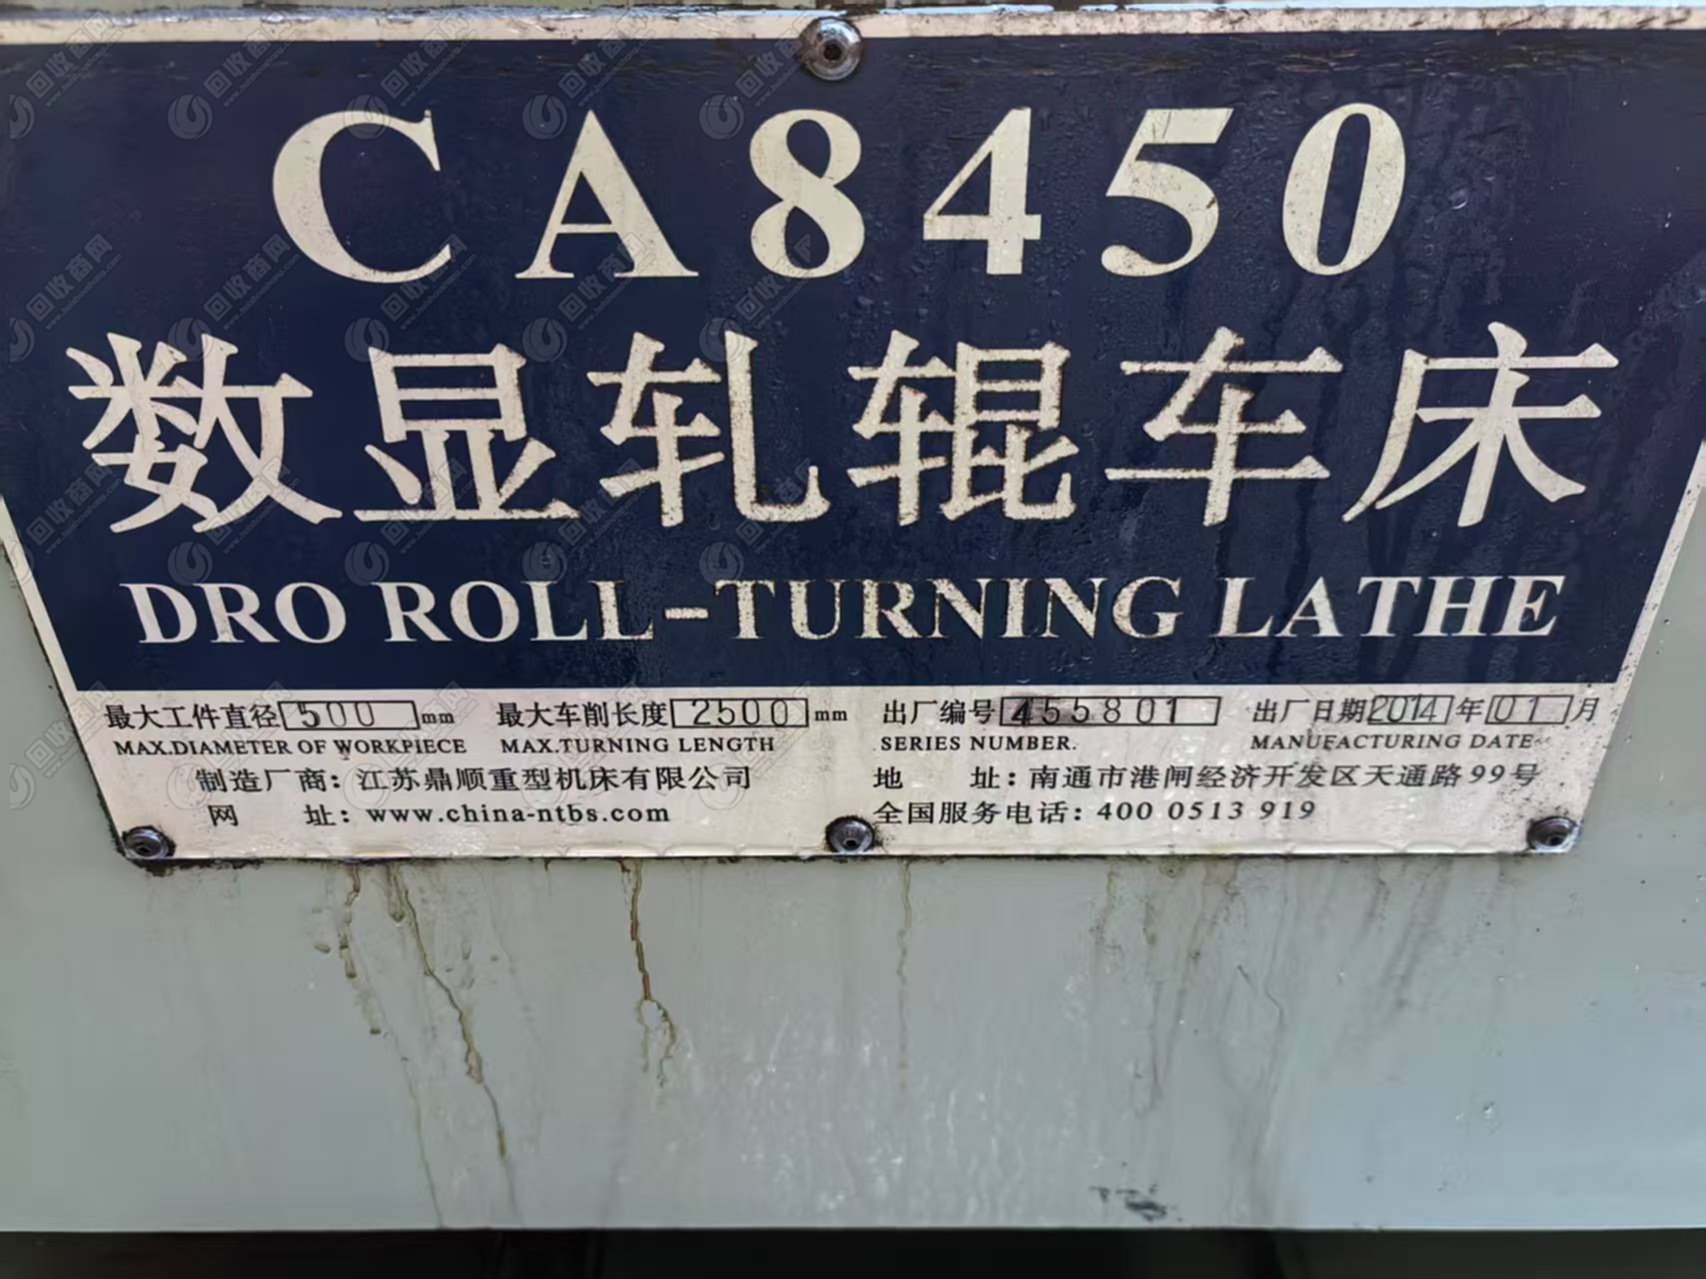 CA8450
数显轧辊车床
DRO ROLL-TURNING LATHE
最大工件直径 500 mm 最大车削长度 2500 mm 出厂编号 455801 出厂日期 2014 年 01 月
MAX.DIAMETER OF WORKPIECE MAX.TURNING LENGTH SERIES NUMBER. MANUFACTURING DATE
制造厂商：江苏鼎顺重型机床有限公司 地 址：南通市港闸经济开发区天通路99号
网 址：www.china-ntbs.com 全国服务电话：400 0513 919
回收商网